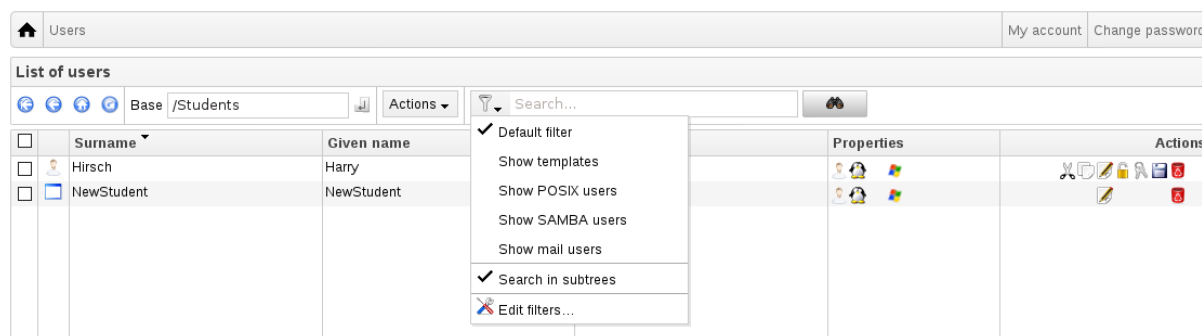 Users My account Change password
List of users
Base /Students Actions Search...
Default filter
Surname Given name Properties Actions
Show templates
Hirsch Harry
Show POSIX users
NewStudent NewStudent
Show SAMBA users
Show mail users
Search in subtrees
Edit filters...